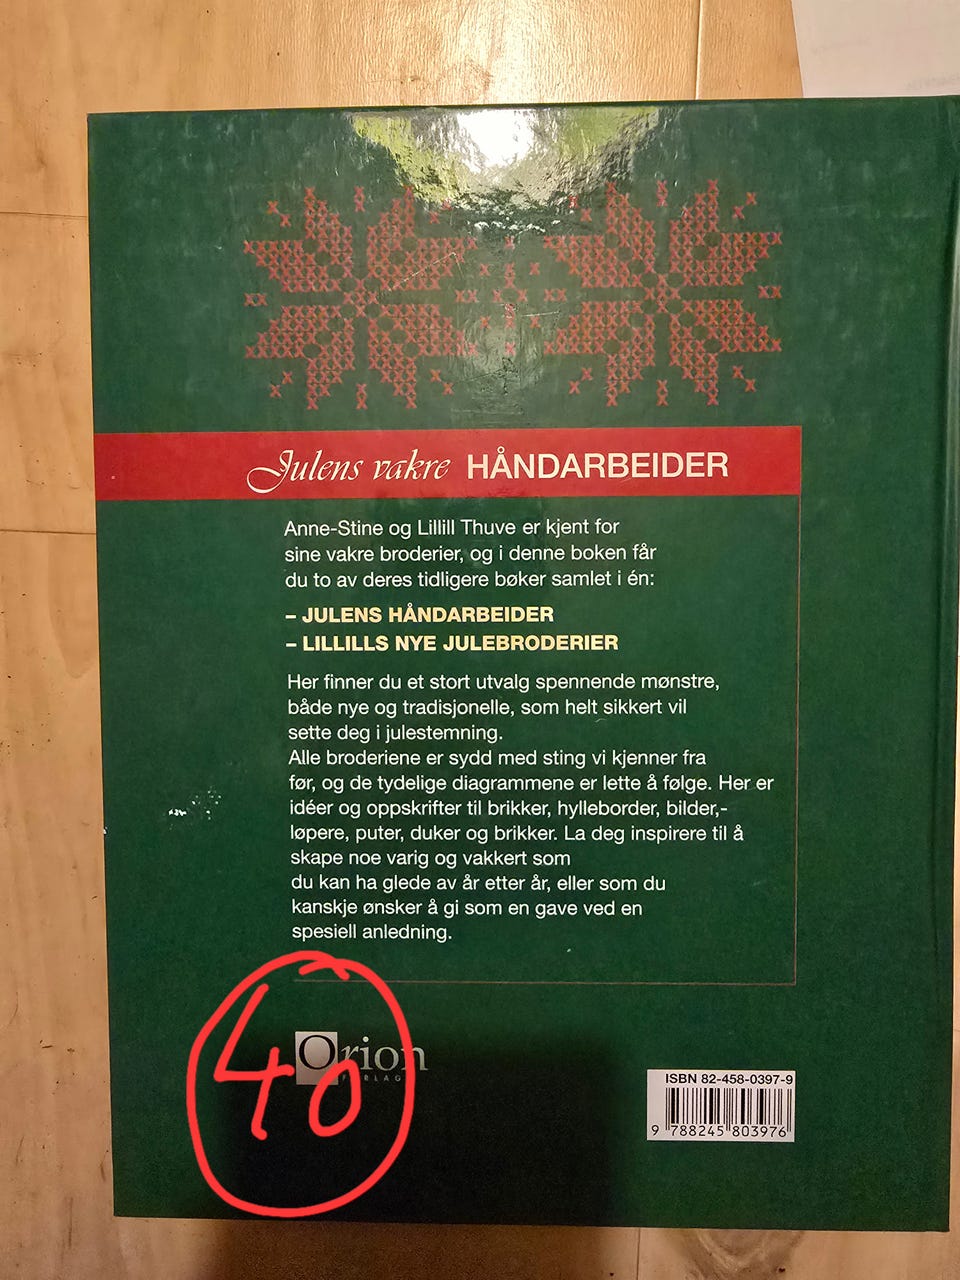 Julens vakre HÅNDARBEIDER
Anne-Stine og Lillill Thuve er kjent for
sine vakre broderier, og i denne boken får
du to av deres tidligere bøker samlet i én:
– JULENS HÅNDARBEIDER
– LILLILLS NYE JULEBRODERIER
Her finner du et stort utvalg spennende mønstre,
både nye og tradisjonelle, som helt sikkert vil
sette deg i julestemning.
Alle broderiene er sydd med sting vi kjenner fra
før, og de tydelige diagrammene er lette å følge. Her er
idéer og oppskrifter til brikker, hylleborder, bilder,-
løpere, puter, duker og brikker. La deg inspirere til å
skape noe varig og vakkert som
du kan ha glede av år etter år, eller som du
kanskje ønsker å gi som en gave ved en
spesiell anledning.
40
Orion
FORLAG
ISBN 82-458-0397-9
9 788245 803976